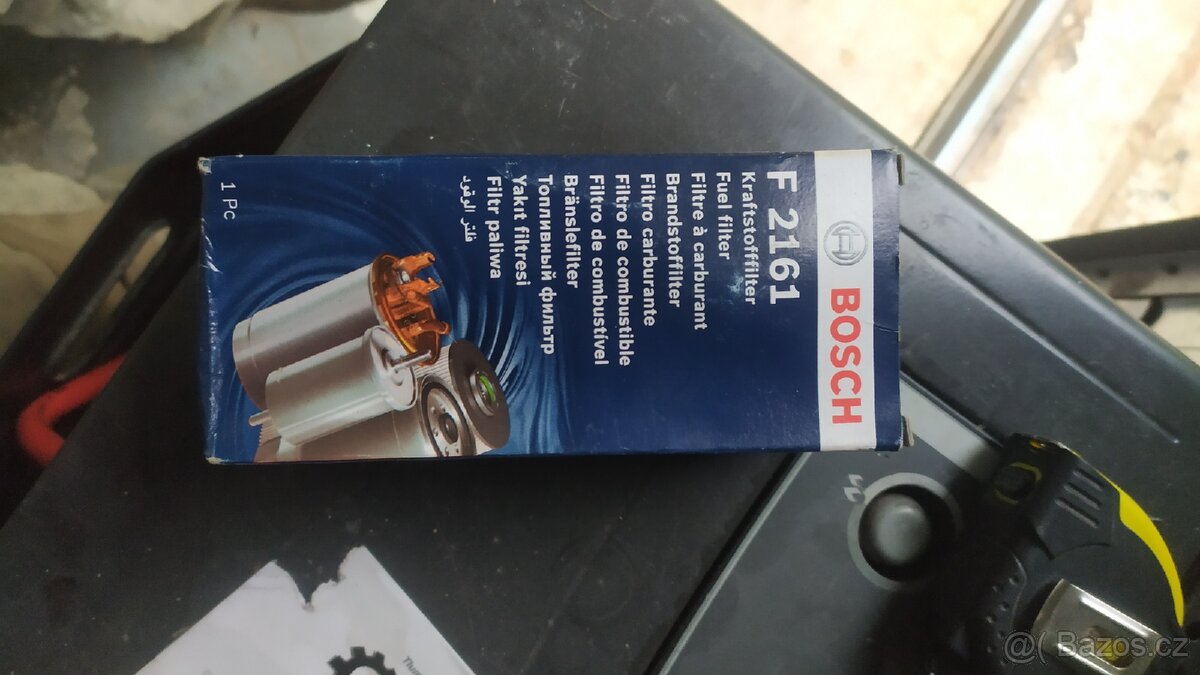 BOSCH
F 2161
Kraftstofffilter
Fuel filter
Filtre à carburant
Brandstoffilter
Filtro carburante
Filtro de combustible
Filtro de combustível
Bränslefilter
Топливный фильтр
Yakıt filtresi
Filtr paliwa
فلتر الوقود
1 Pc
@( Bazos.cz